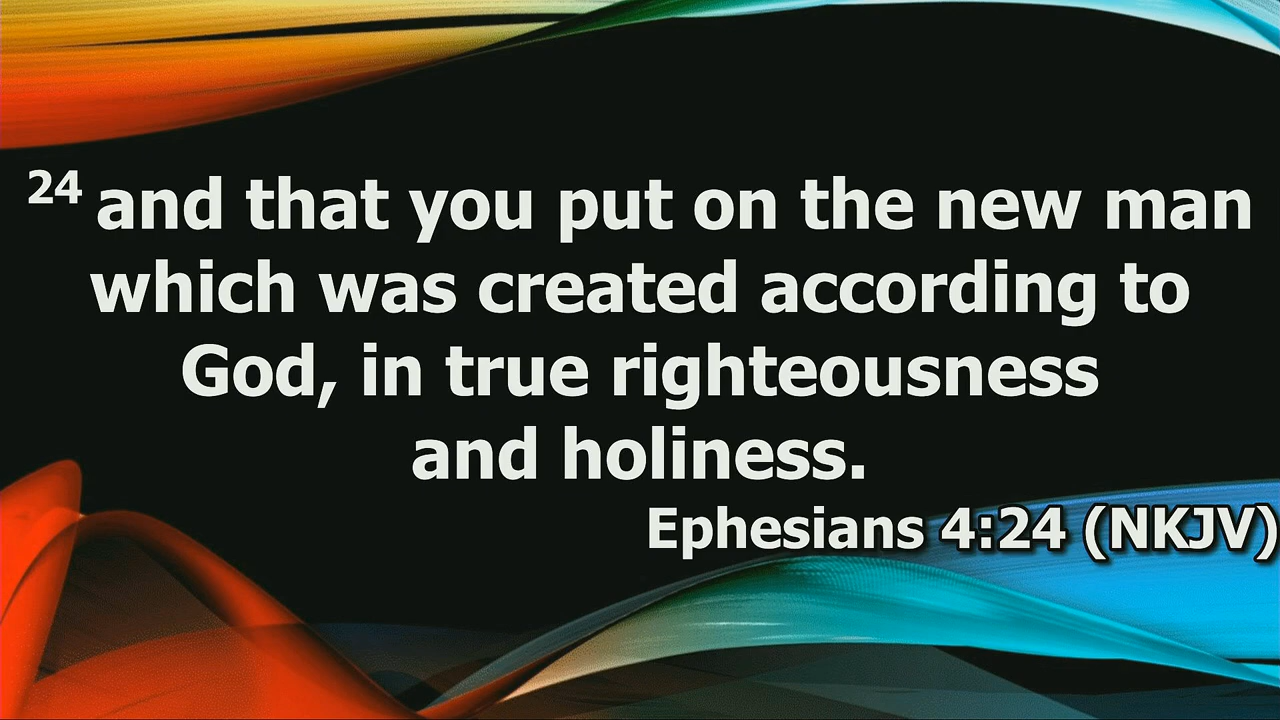 24 and that you put on the new man
which was created according to
God, in true righteousness
and holiness.
Ephesians 4:24 (NKJV)